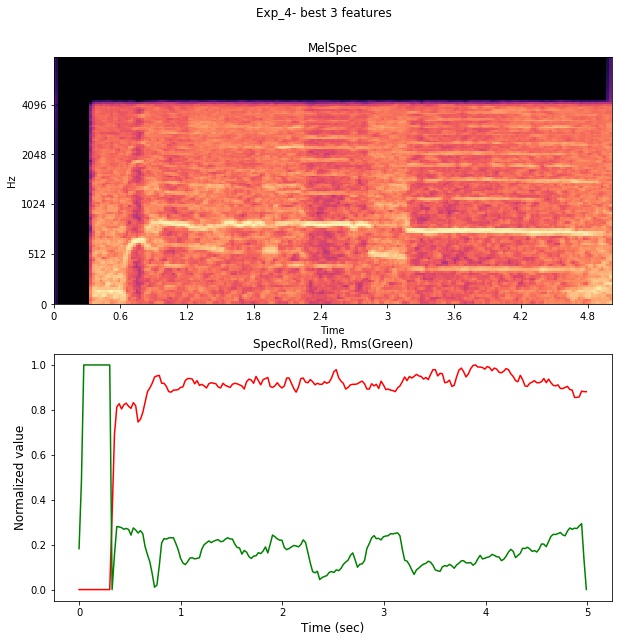 Exp_4- best 3 features
MelSpec
4096
2048
1024
512
0
Hz
0 0.6 1.2 1.8 2.4 3 3.6 4.2 4.8
Time
SpecRol(Red), Rms(Green)
1.0
0.8
0.6
0.4
0.2
0.0
Normalized value
0 1 2 3 4 5
Time (sec)